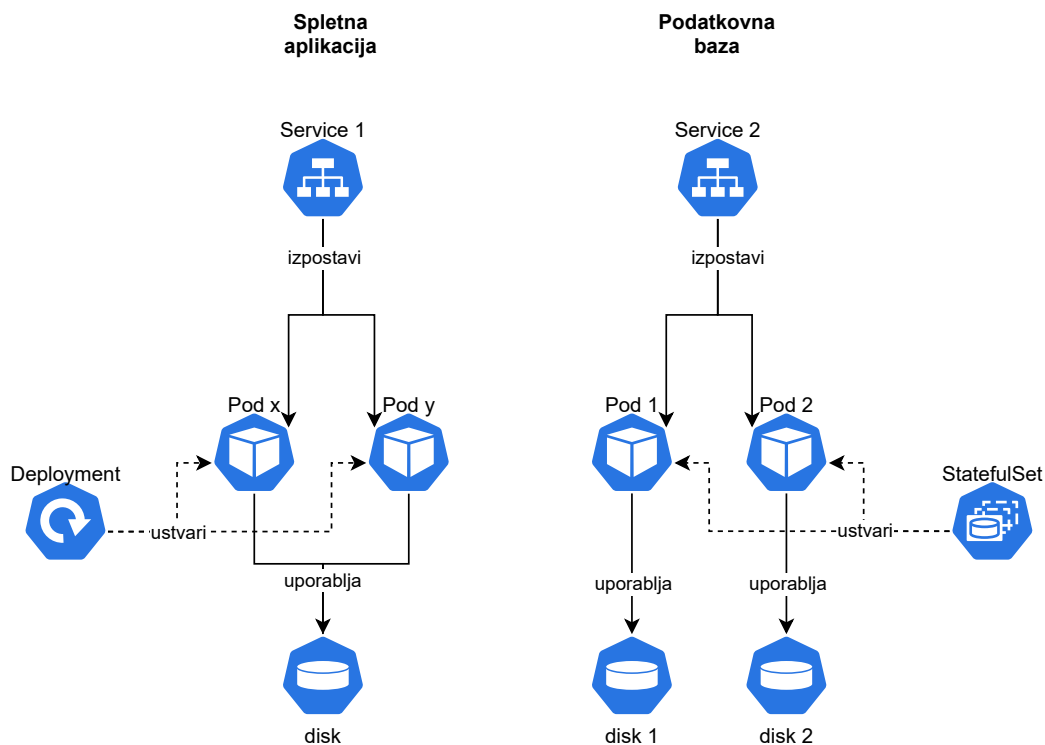 Spletna
aplikacija
Podatkovna
baza
Service 1
Service 2
izpostavi
izpostavi
Pod x
Pod y
Pod 1
Pod 2
Deployment
StatefulSet
ustvari
ustvari
uporablja
uporablja
uporablja
disk
disk 1
disk 2